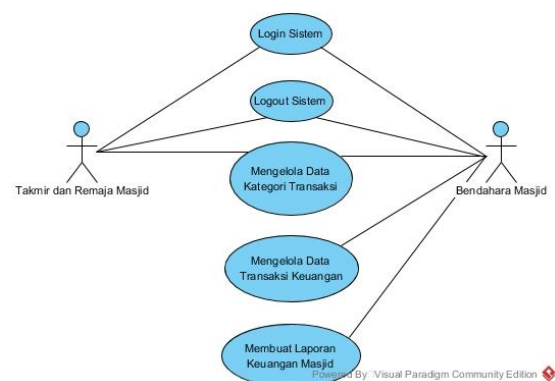 Login Sistem
Logout Sistem
Takmir dan Remaja Masjid
Mengelola Data
Kategori Transaksi
Bendahara Masjid
Mengelola Data
Transaksi Keuangan
Membuat Laporan
Keuangan Masjid
Powered By Visual Paradigm Community Edition